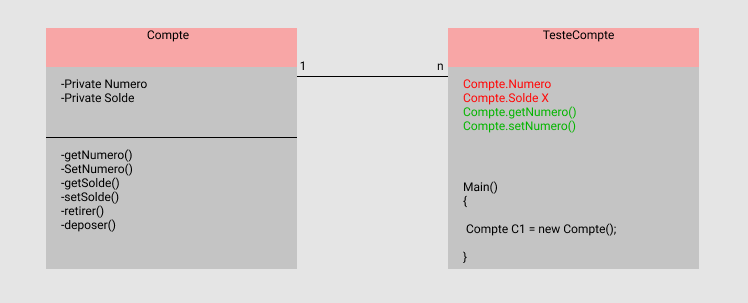 Compte
-Private Numero
-Private Solde
-getNumero()
-SetNumero()
-getSolde()
-setSolde()
-retirer()
-deposer()
1
n
TesteCompte
Compte.Numero
Compte.Solde X
Compte.getNumero()
Compte.setNumero()
Main()
{
Compte C1 = new Compte();
}